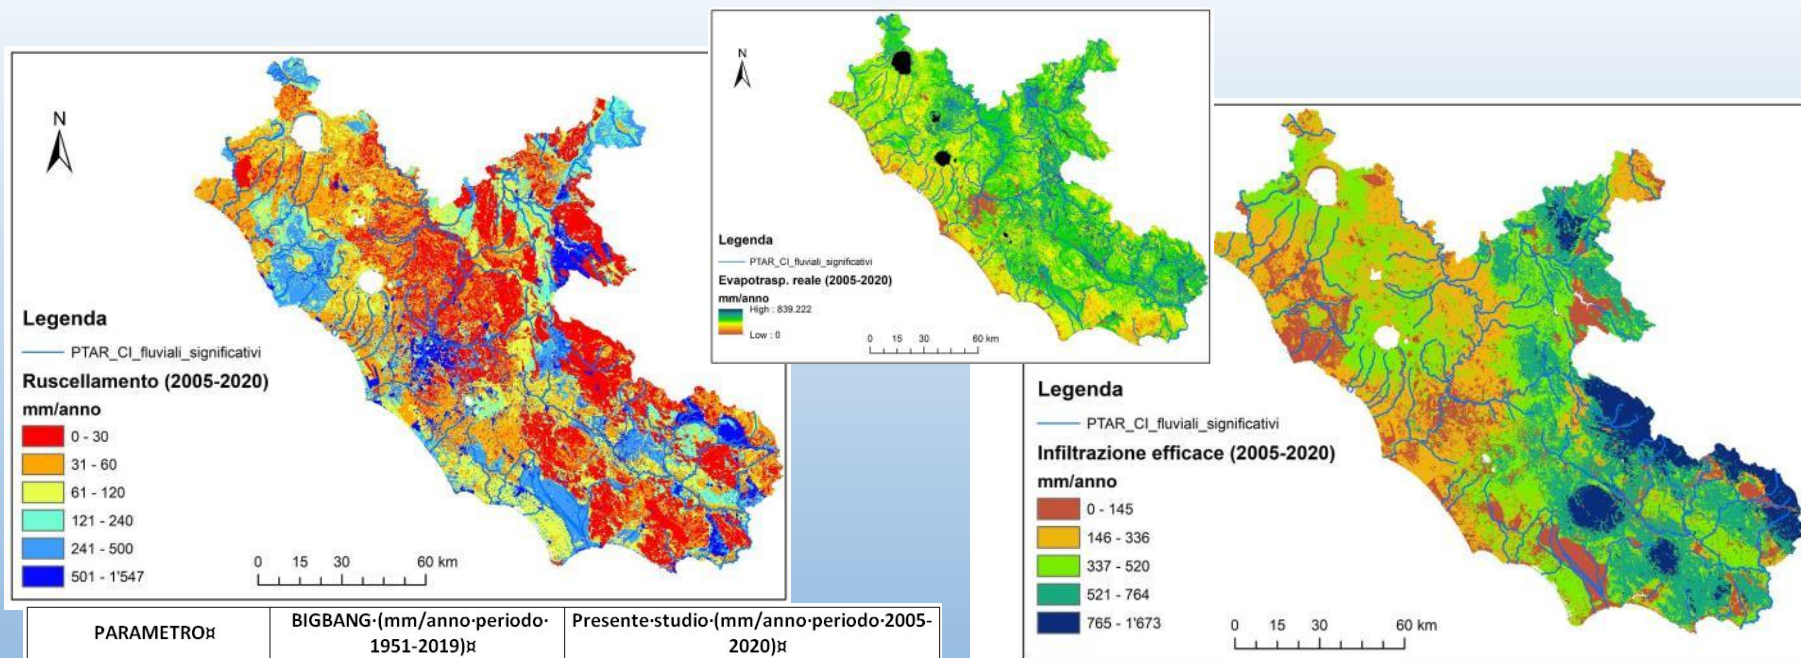 N
Legenda
PTAR_CI_fluviali_significativi
Ruscellamento (2005-2020)
mm/anno
0 - 30
31 - 60
61 - 120
121 - 240
241 - 500
501 - 1'547
0 15 30 60 km
N
Legenda
PTAR_CI_fluviali_significativi
Evapotrasp. reale (2005-2020)
mm/anno
High : 839.222
Low : 0
0 15 30 60 km
Legenda
PTAR_CI_fluviali_significativi
Infiltrazione efficace (2005-2020)
mm/anno
0 - 145
146 - 336
337 - 520
521 - 764
765 - 1'673
0 15 30 60 km
PARAMETRO¤
BIGBANG·(mm/anno·periodo·
1951-2019)¤
Presente·studio·(mm/anno·periodo·2005-
2020)¤